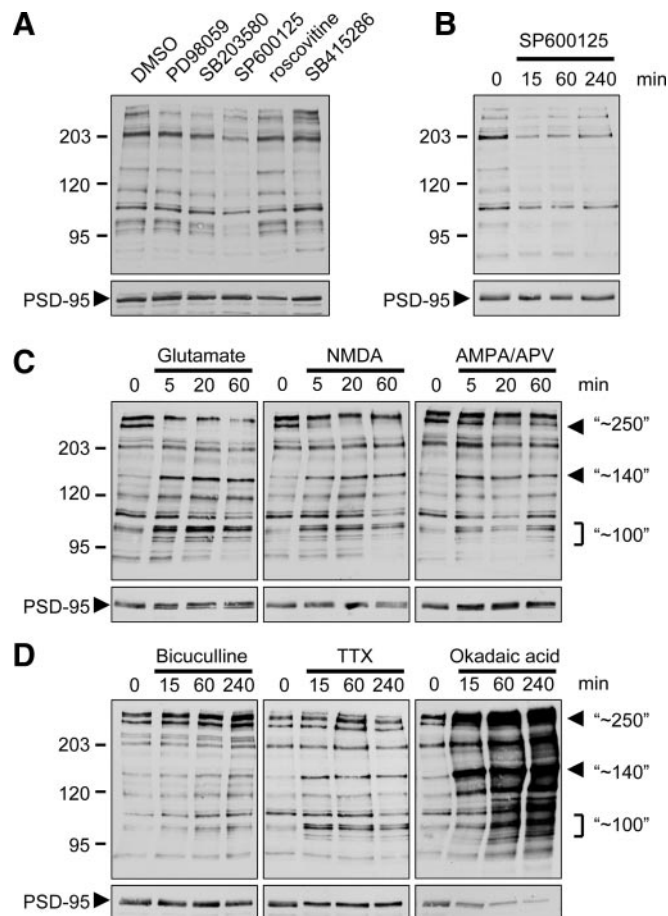 A
DMSO PD98059 SB203580 SP600125 roscovitine SB415286
203
120
95
PSD-95
B
SP600125
0 15 60 240 min
203
120
95
PSD-95
C
Glutamate NMDA AMPA/APV
0 5 20 60 0 5 20 60 0 5 20 60 min
"~250"
203
"~140"
120
"~100"
95
PSD-95
D
Bicuculline TTX Okadaic acid
0 15 60 240 0 15 60 240 0 15 60 240 min
"~250"
203
"~140"
120
"~100"
95
PSD-95